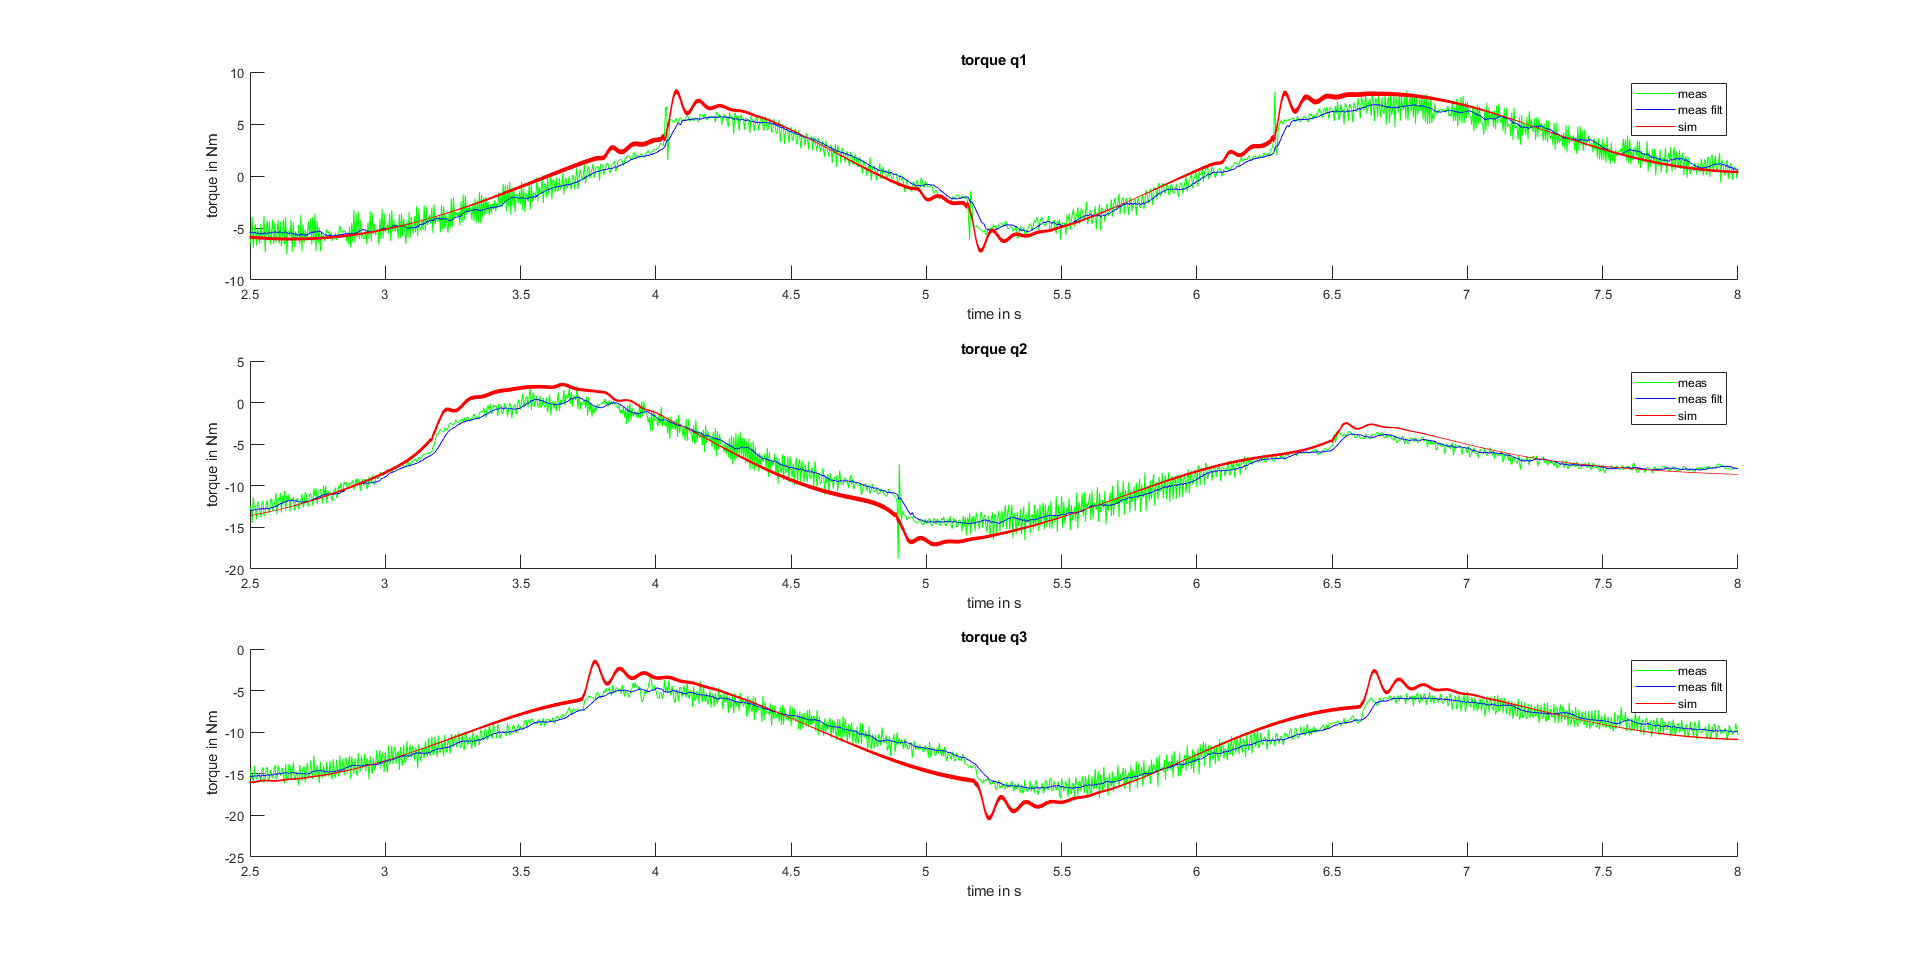 torque q1
10
5
0
-5
-10
torque in Nm
meas
meas filt
sim
2.5 3 3.5 4 4.5 5 5.5 6 6.5 7 7.5 8
time in s
torque q2
5
0
-5
-10
-15
-20
torque in Nm
meas
meas filt
sim
2.5 3 3.5 4 4.5 5 5.5 6 6.5 7 7.5 8
time in s
torque q3
0
-5
-10
-15
-20
-25
torque in Nm
meas
meas filt
sim
2.5 3 3.5 4 4.5 5 5.5 6 6.5 7 7.5 8
time in s